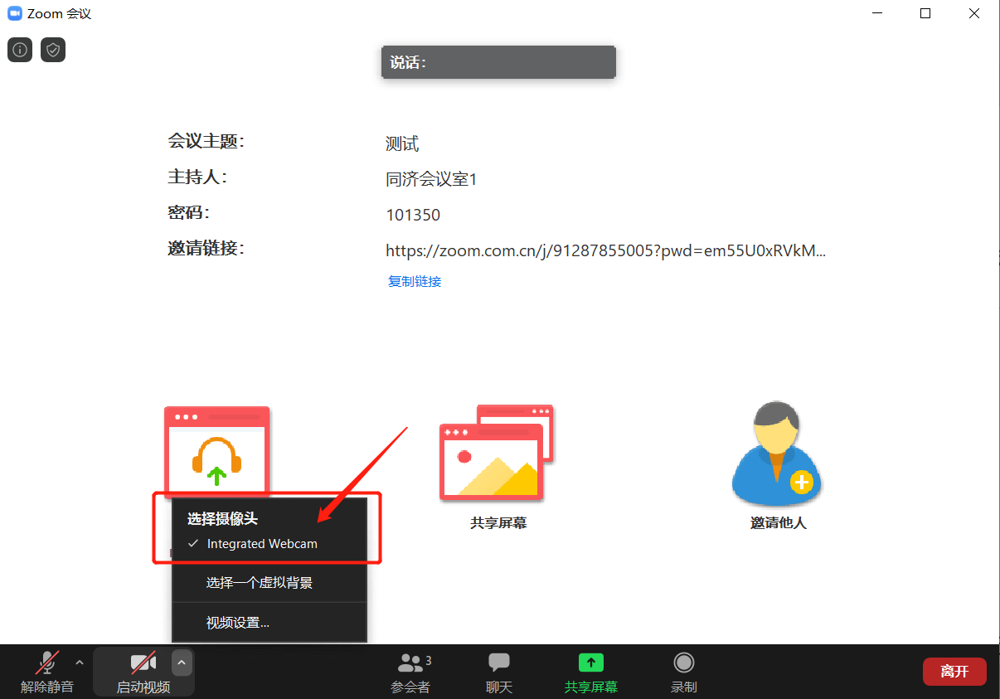 Zoom 会议
说话：
会议主题：
测试
主持人：
同济会议室1
密码：
101350
邀请链接：
https://zoom.com.cn/j/91287855005?pwd=em55U0xRVkM...
复制链接
选择摄像头
Integrated Webcam
选择一个虚拟背景
视频设置...
共享屏幕
邀请他人
解除静音
启动视频
3
参会者
聊天
共享屏幕
录制
离开